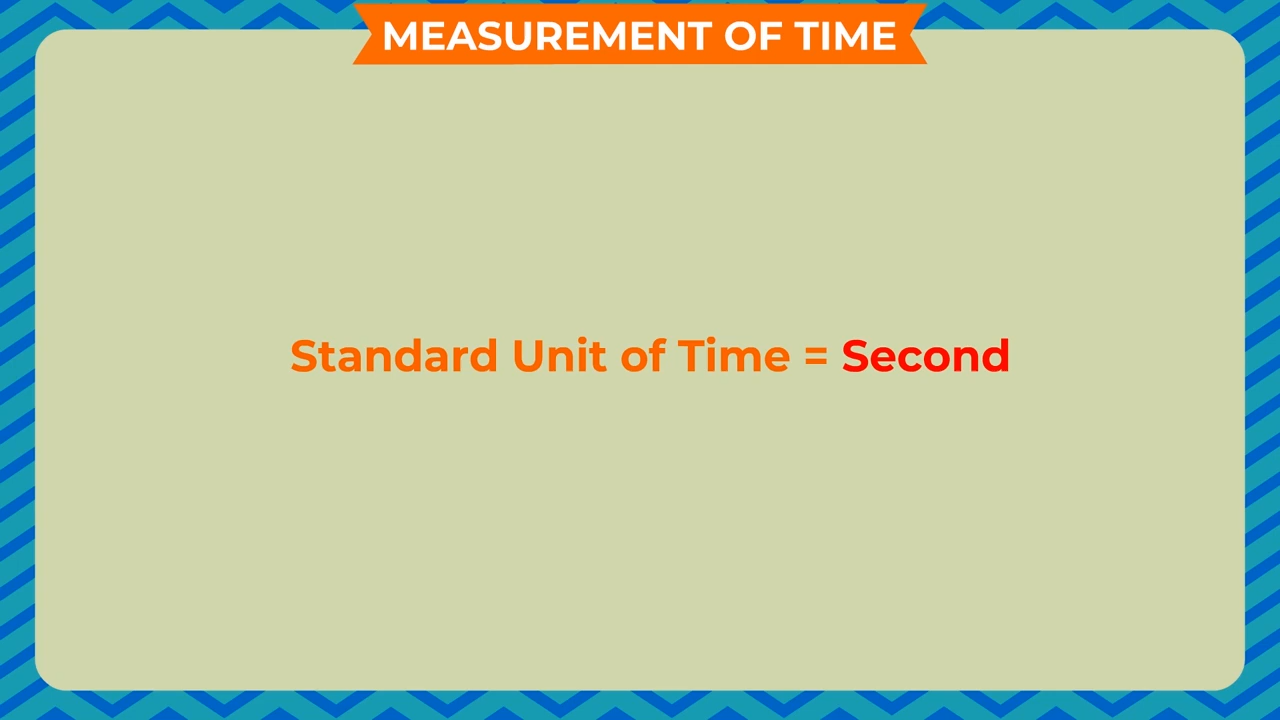 MEASUREMENT OF TIME
Standard Unit of Time = Second